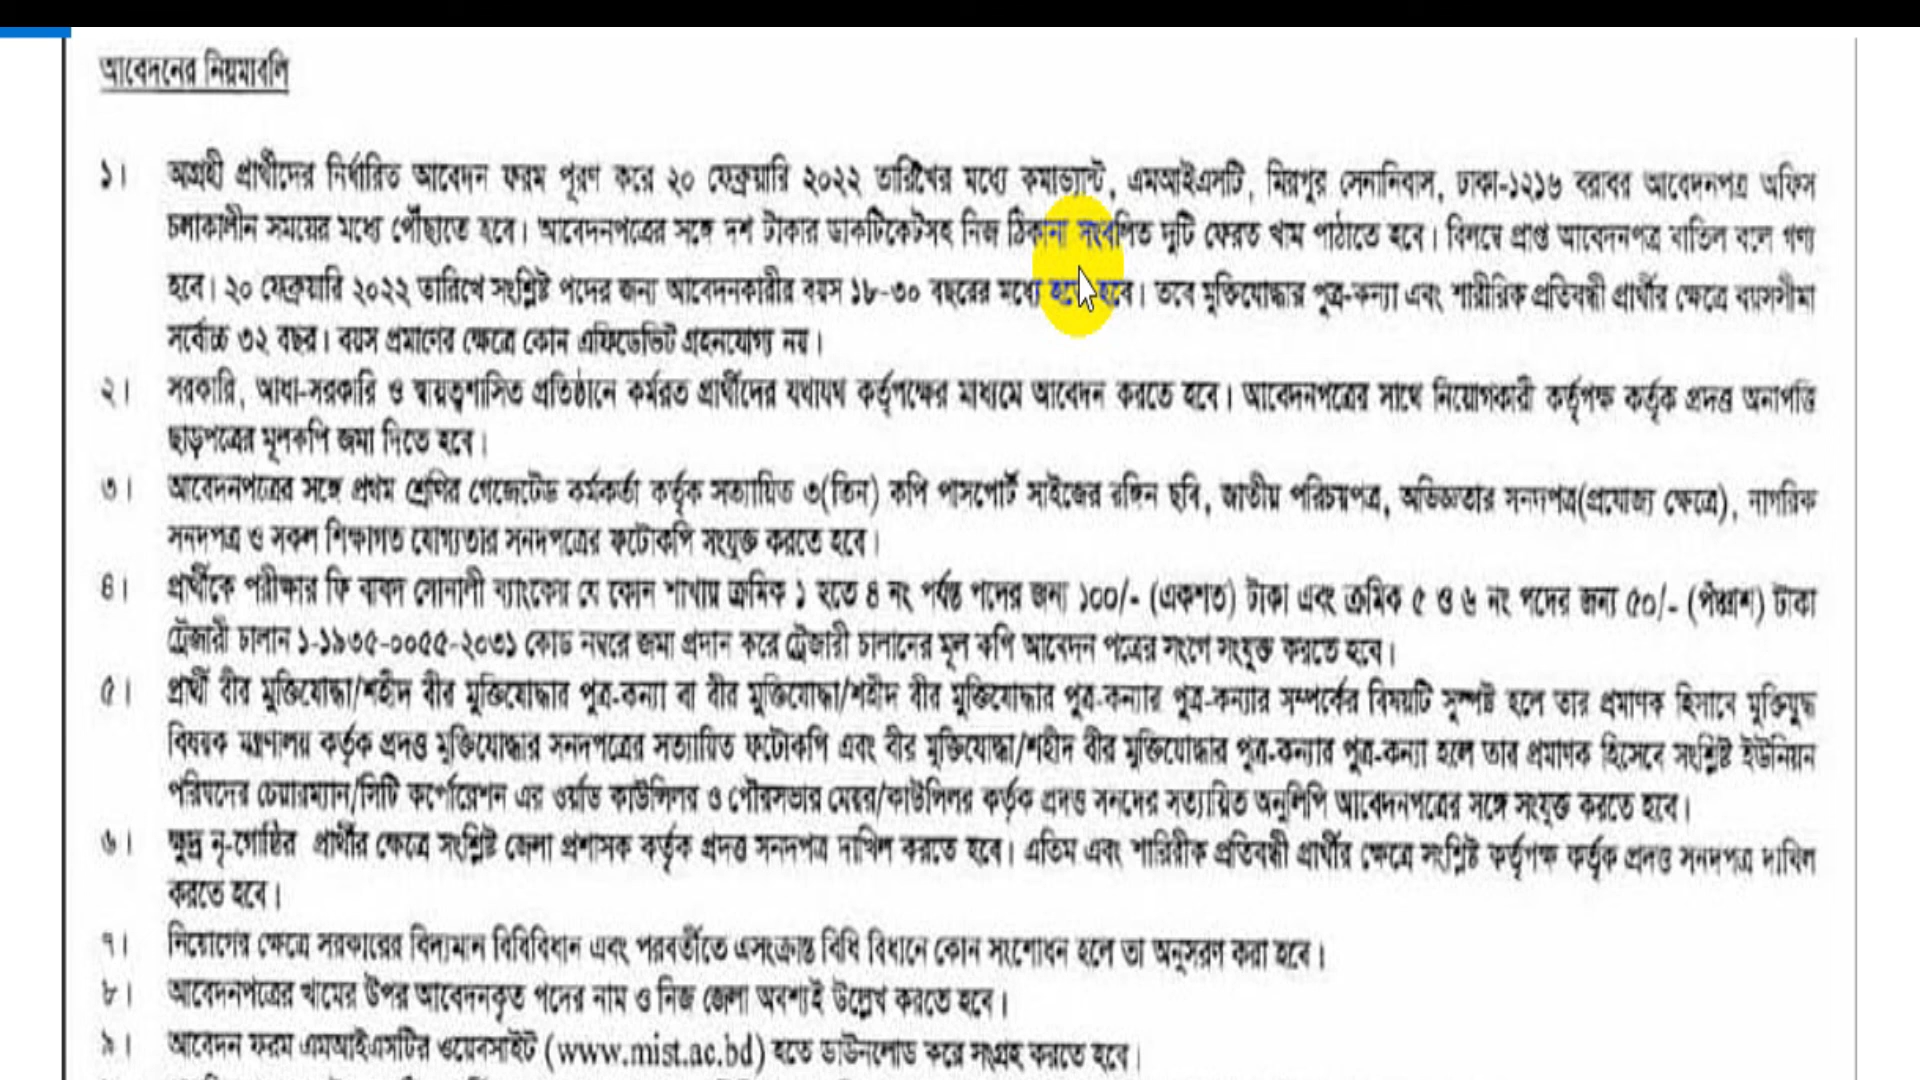 আবেদনের নিয়মাবলি
১। অগ্রহী প্রার্থীদের নির্ধারিত আবেদন ফরম পূরণ করে ২০ ফেব্রুয়ারি ২০২২ তারিখের মধ্যে কমান্ড্যান্ট, এমআইএসটি, মিরপুর সেনানিবাস, ঢাকা-১২১৬ বরাবর আবেদনপত্র অফিস
চলাকালীন সময়ের মধ্যে পৌঁছাতে হবে। আবেদনপত্রের সঙ্গে দশ টাকার ডাকটিকেটসহ নিজ ঠিকানা সংবলিত দুটি ফেরত খাম পাঠাতে হবে। বিলম্বে প্রাপ্ত আবেদনপত্র বাতিল বলে গণ্য
হবে। ২০ ফেব্রুয়ারি ২০২২ তারিখে সংশ্লিষ্ট পদের জন্য আবেদনকারীর বয়স ১৮-৩০ বছরের মধ্যে হতে হবে। তবে মুক্তিযোদ্ধার পুত্র-কন্যা এবং শারীরিক প্রতিবন্ধী প্রার্থীর ক্ষেত্রে বয়সসীমা
সর্বোচ্চ ৩২ বছর। বয়স প্রমাণের ক্ষেত্রে কোন এফিডেভিট গ্রহনযোগ্য নয়।
২। সরকারি, আধা-সরকারি ও স্বায়ত্বশাসিত প্রতিষ্ঠানে কর্মরত প্রার্থীদের যথাযথ কর্তৃপক্ষের মাধ্যমে আবেদন করতে হবে। আবেদনপত্রের সাথে নিয়োগকারী কর্তৃপক্ষ কর্তৃক প্রদত্ত অনাপত্তি
ছাড়পত্রের মূলকপি জমা দিতে হবে।
৩। আবেদনপত্রের সঙ্গে প্রথম শ্রেণির গেজেটেড কর্মকর্তা কর্তৃক সত্যায়িত ৩(তিন) কপি পাসপোর্ট সাইজের রঙ্গিন ছবি, জাতীয় পরিচয়পত্র, অভিজ্ঞতার সনদপত্র(প্রযোজ্য ক্ষেত্রে), নাগরিক
সনদপত্র ও সকল শিক্ষাগত যোগ্যতার সনদপত্রের ফটোকপি সংযুক্ত করতে হবে।
৪। প্রার্থীকে পরীক্ষার ফি বাবদ সোনালী ব্যাংকের যে কোন শাখায় ক্রমিক ১ হতে ৪ নং পর্যন্ত পদের জন্য ১০০/- (একশত) টাকা এবং ক্রমিক ৫ ও ৬ নং পদের জন্য ৫০/- (পঞ্চাশ) টাকা
ট্রেজারী চালান ১-১৯৩৫-০০৫৫-২০৩১ কোড নম্বরে জমা প্রদান করে ট্রেজারী চালানের মূল কপি আবেদন পত্রের সংগে সংযুক্ত করতে হবে।
৫। প্রার্থী বীর মুক্তিযোদ্ধা/শহীদ বীর মুক্তিযোদ্ধার পুত্র-কন্যা বা বীর মুক্তিযোদ্ধা/শহীদ বীর মুক্তিযোদ্ধার পুত্র-কন্যার পুত্র-কন্যার সম্পর্কের বিষয়টি সুস্পষ্ট হলে তার প্রমাণক হিসাবে মুক্তিযুদ্ধ
বিষয়ক মন্ত্রণালয় কর্তৃক প্রদত্ত মুক্তিযোদ্ধার সনদপত্রের সত্যায়িত ফটোকপি এবং বীর মুক্তিযোদ্ধা/শহীদ বীর মুক্তিযোদ্ধার পুত্র-কন্যার পুত্র-কন্যা হলে তার প্রমাণক হিসেবে সংশ্লিষ্ট ইউনিয়ন
পরিষদের চেয়ারম্যান/সিটি কর্পোরেশন এর ওর্য়াড কাউন্সিলর ও পৌরসভার মেয়র/কাউন্সিলর কর্তৃক প্রদত্ত সনদের সত্যায়িত অনুলিপি আবেদনপত্রের সঙ্গে সংযুক্ত করতে হবে।
৬। ক্ষুদ্র নৃ-গোষ্ঠির প্রার্থীর ক্ষেত্রে সংশ্লিষ্ট জেলা প্রশাসক কর্তৃক প্রদত্ত সনদপত্র দাখিল করতে হবে। এতিম এবং শারিরীক প্রতিবন্ধী প্রার্থীর ক্ষেত্রে সংশ্লিষ্ট কর্তৃপক্ষ কর্তৃক প্রদত্ত সনদপত্র দাখিল
করতে হবে।
৭। নিয়োগের ক্ষেত্রে সরকারের বিদ্যমান বিধিবিধান এবং পরবর্তীতে এসংক্রান্ত বিধি বিধানে কোন সংশোধন হলে তা অনুসরণ করা হবে।
৮। আবেদনপত্রের খামের উপর আবেদনকৃত পদের নাম ও নিজ জেলা অবশ্যই উল্লেখ করতে হবে।
৯। আবেদন ফরম এমআইএসটির ওয়েবসাইট (www.mist.ac.bd) হতে ডাউনলোড করে সংগ্রহ করতে হবে।